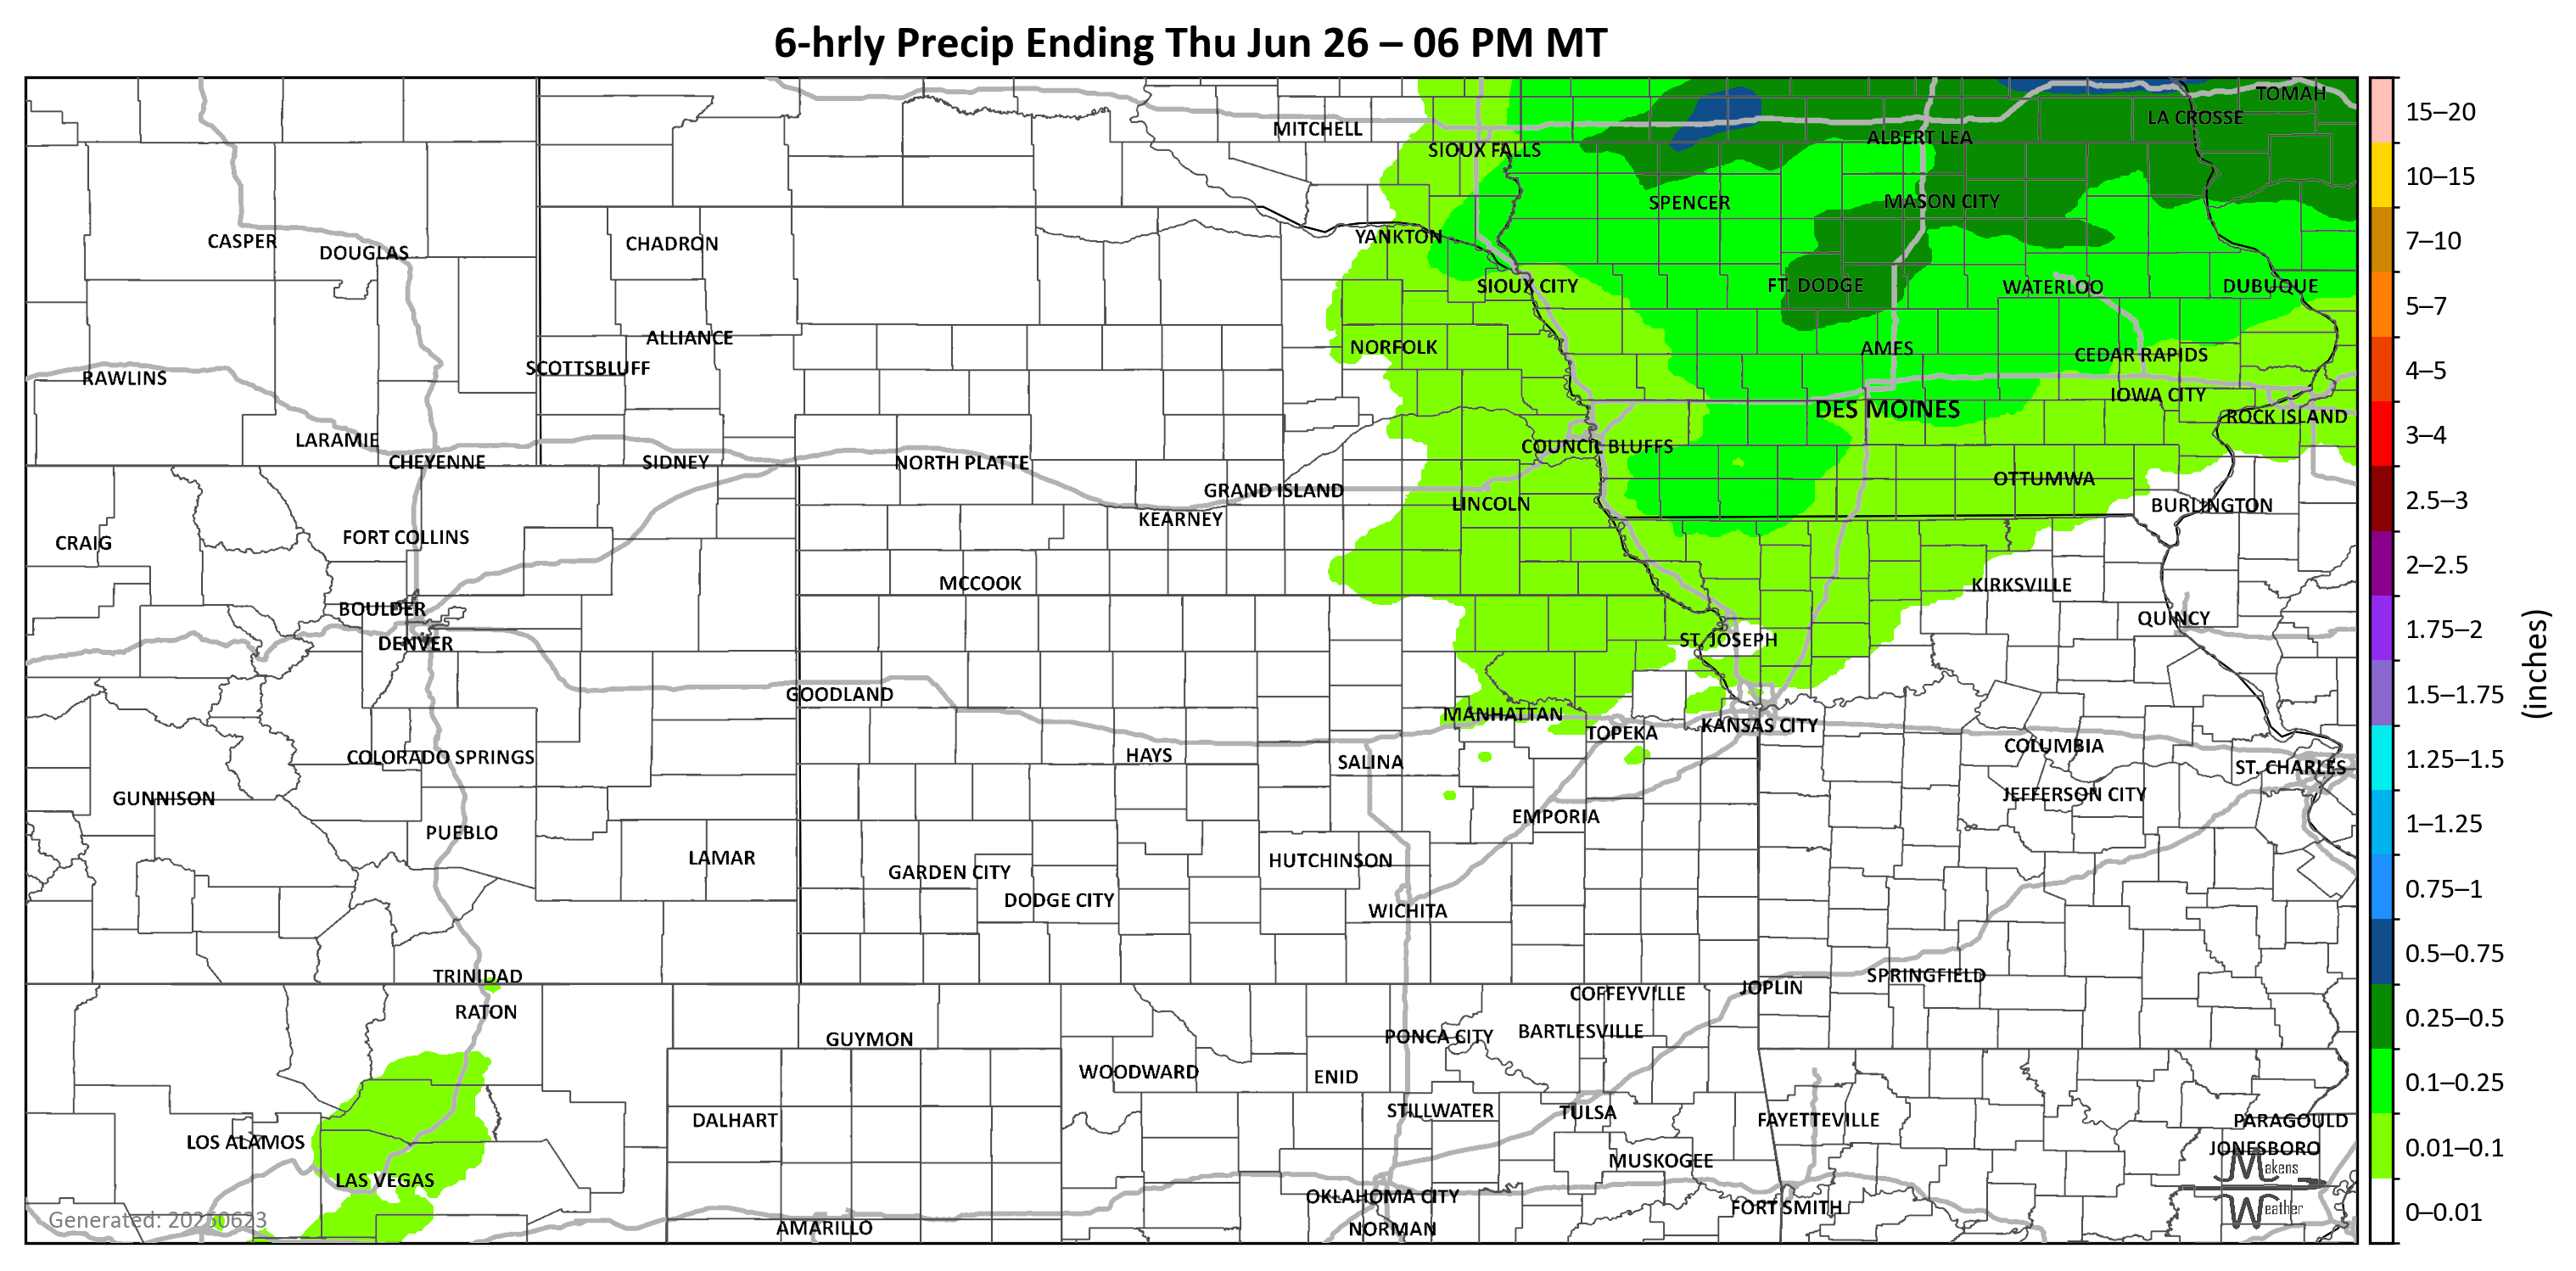 6-hrly Precip Ending Thu Jun 26 – 06 PM MT
TOMAH
LA CROSSE
MITCHELL
ALBERT LEA
SIOUX FALLS
SPENCER
MASON CITY
YANKTON
CASPER
CHADRON
DOUGLAS
SIOUX CITY
FT. DODGE
WATERLOO
DUBUQUE
ALLIANCE
NORFOLK
AMES
CEDAR RAPIDS
SCOTTSBLUFF
RAWLINS
IOWA CITY
DES MOINES
ROCK ISLAND
LARAMIE
COUNCIL BLUFFS
CHEYENNE
SIDNEY
NORTH PLATTE
OTTUMWA
GRAND ISLAND
LINCOLN
BURLINGTON
KEARNEY
FORT COLLINS
CRAIG
MCCOOK
KIRKSVILLE
BOULDER
QUINCY
DENVER
ST. JOSEPH
GOODLAND
MANHATTAN
KANSAS CITY
TOPEKA
COLUMBIA
COLORADO SPRINGS
HAYS
SALINA
ST. CHARLES
GUNNISON
JEFFERSON CITY
EMPORIA
PUEBLO
LAMAR
HUTCHINSON
GARDEN CITY
DODGE CITY
WICHITA
TRINIDAD
SPRINGFIELD
JOPLIN
COFFEYVILLE
RATON
BARTLESVILLE
PONCA CITY
GUYMON
WOODWARD
ENID
STILLWATER
TULSA
DALHART
FAYETTEVILLE
PARAGOULD
LOS ALAMOS
JONESBORO
MUSKOGEE
LAS VEGAS
OKLAHOMA CITY
FORT SMITH
AMARILLO
NORMAN
Generated: 20250623
Makens
Weather
15–20
10–15
7–10
5–7
4–5
3–4
2.5–3
2–2.5
1.75–2
1.5–1.75
1.25–1.5
1–1.25
0.75–1
0.5–0.75
0.25–0.5
0.1–0.25
0.01–0.1
0–0.01
(inches)